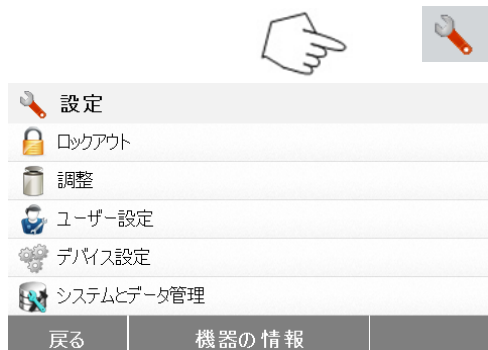 設定
ロックアウト
調整
ユーザー設定
デバイス設定
システムとデータ管理
戻る 機器の情報